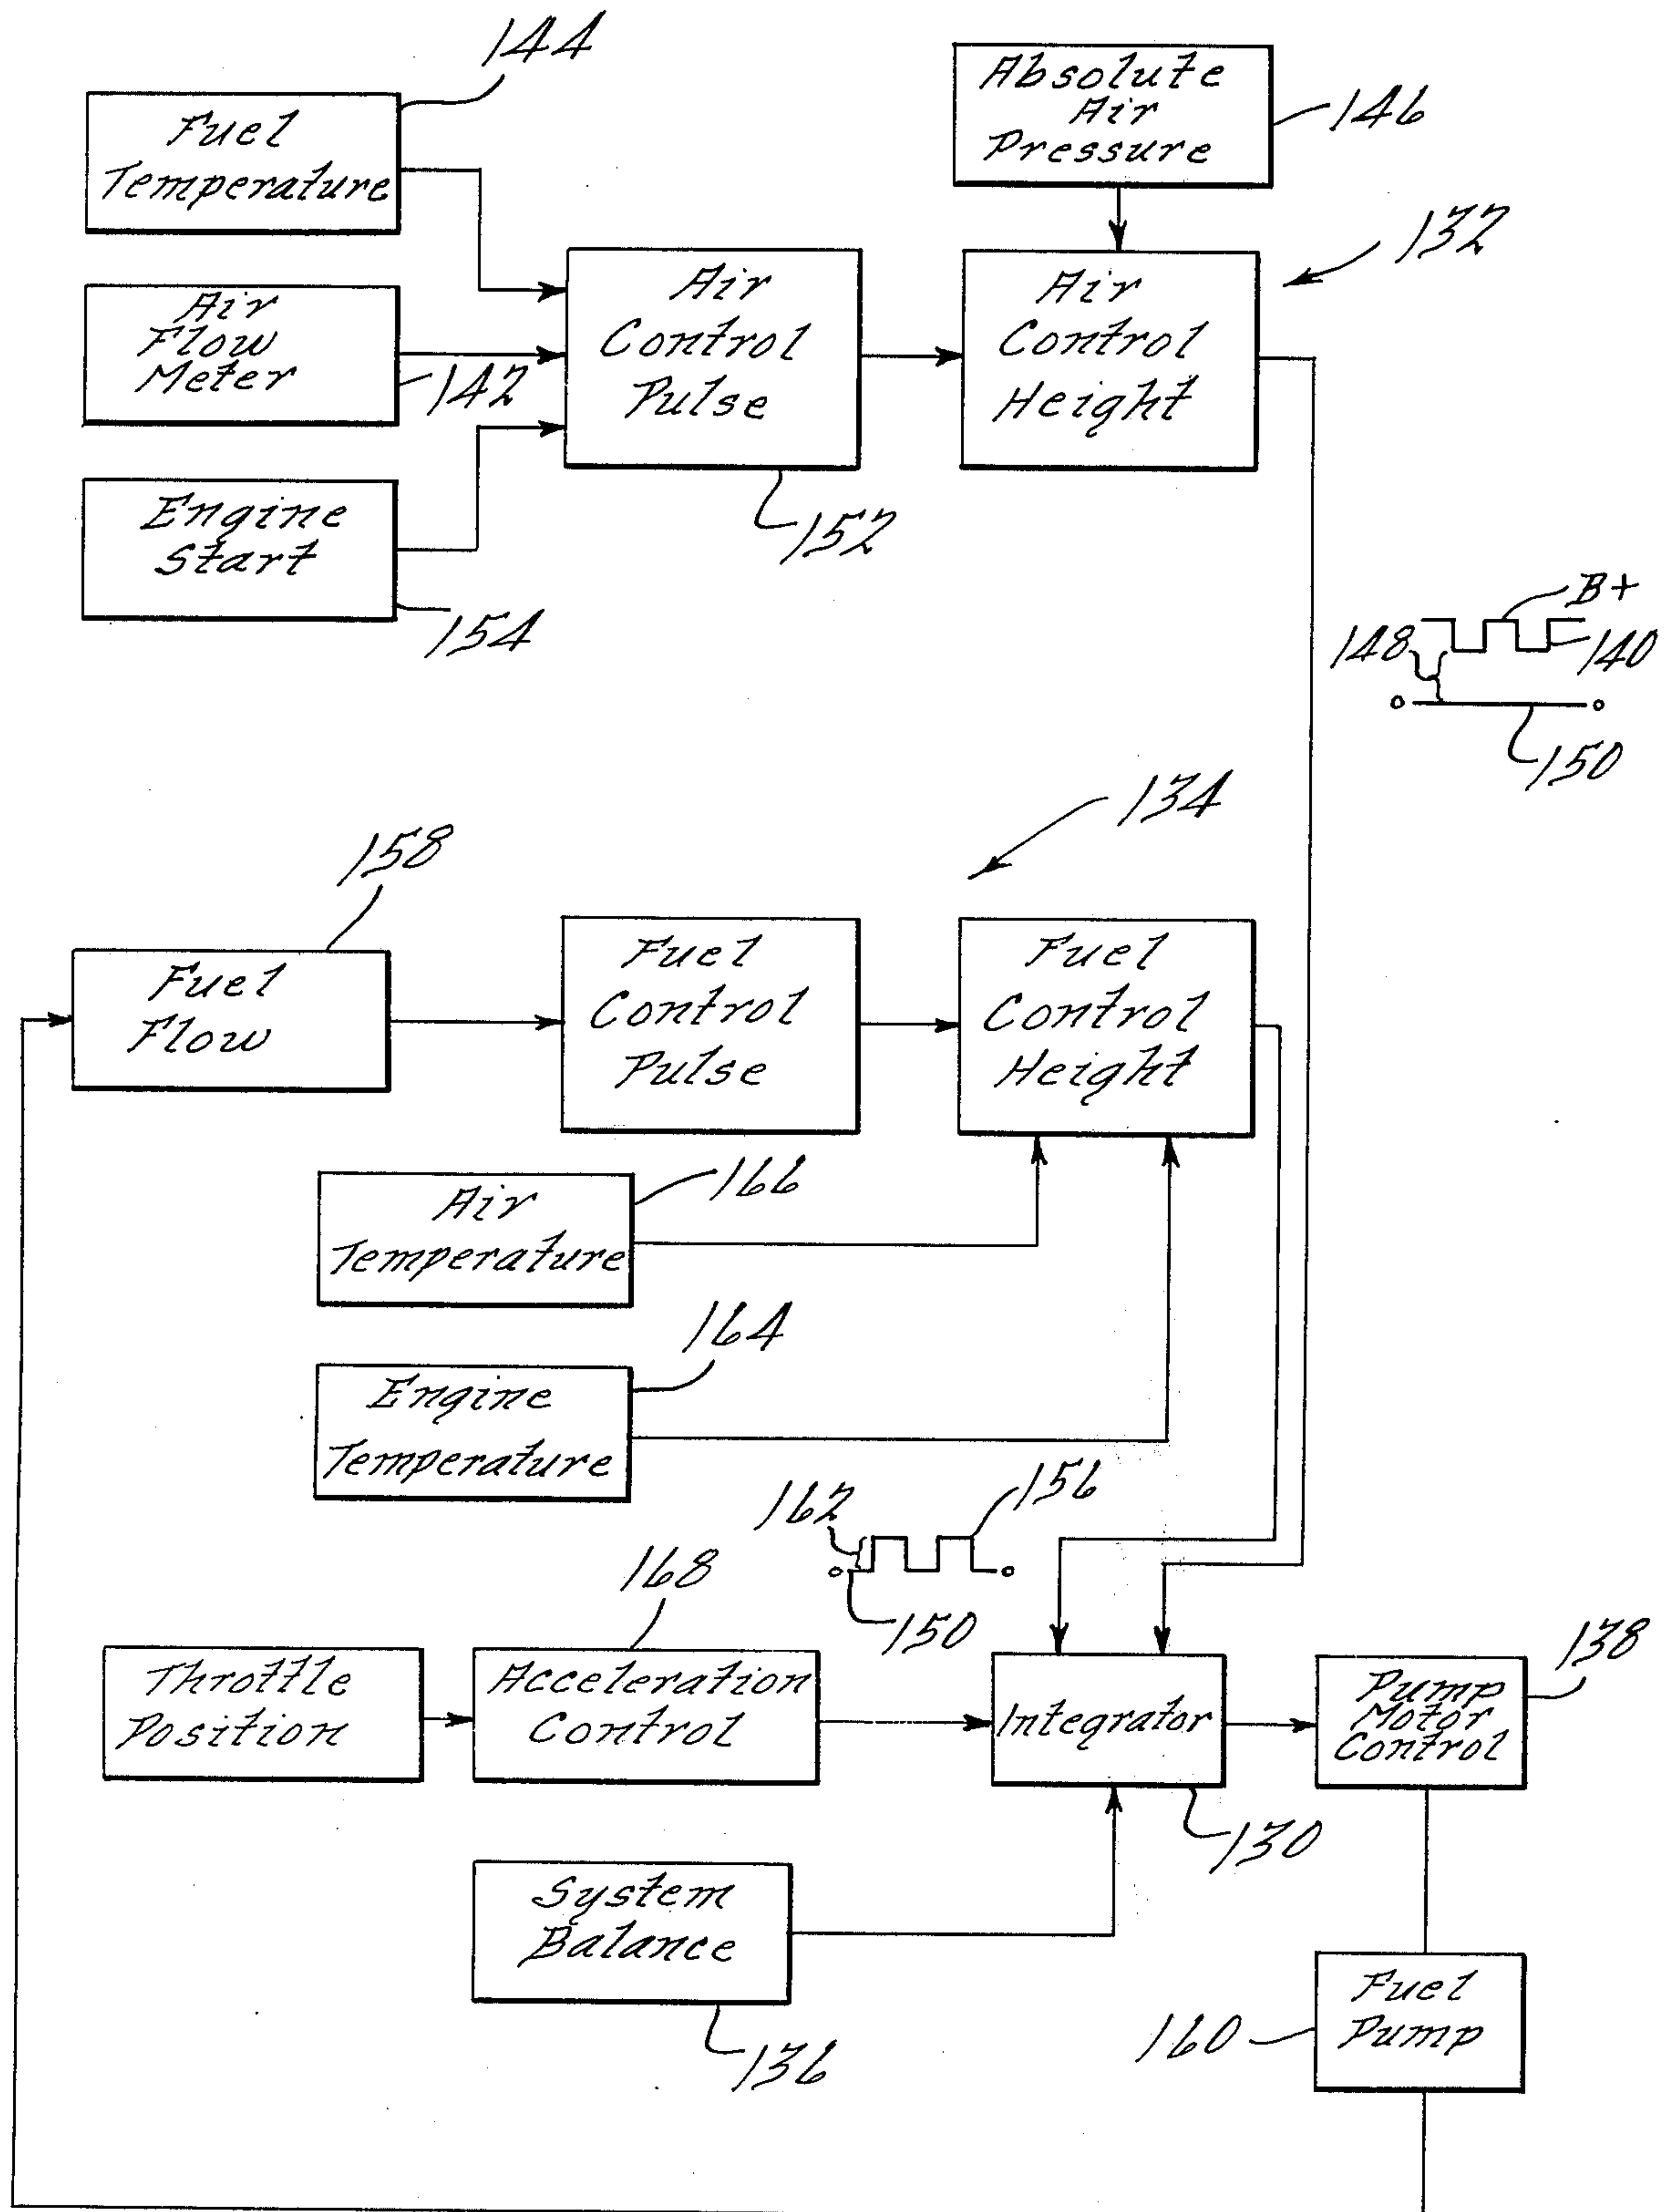 144
Fuel
Temperature
Absolute
Air
Pressure
146
132
Air
Flow
Meter
142
Air
Control
Pulse
152
Air
Control
Height
Engine
Start
154
B+
148
140
150
134
158
Fuel
Flow
Fuel
Control
Pulse
Fuel
Control
Height
166
Air
Temperature
164
Engine
Temperature
162
156
150
168
Throttle
Position
Acceleration
Control
Integrator
130
138
Pump
Motor
Control
System
Balance
136
Fuel
Pump
160